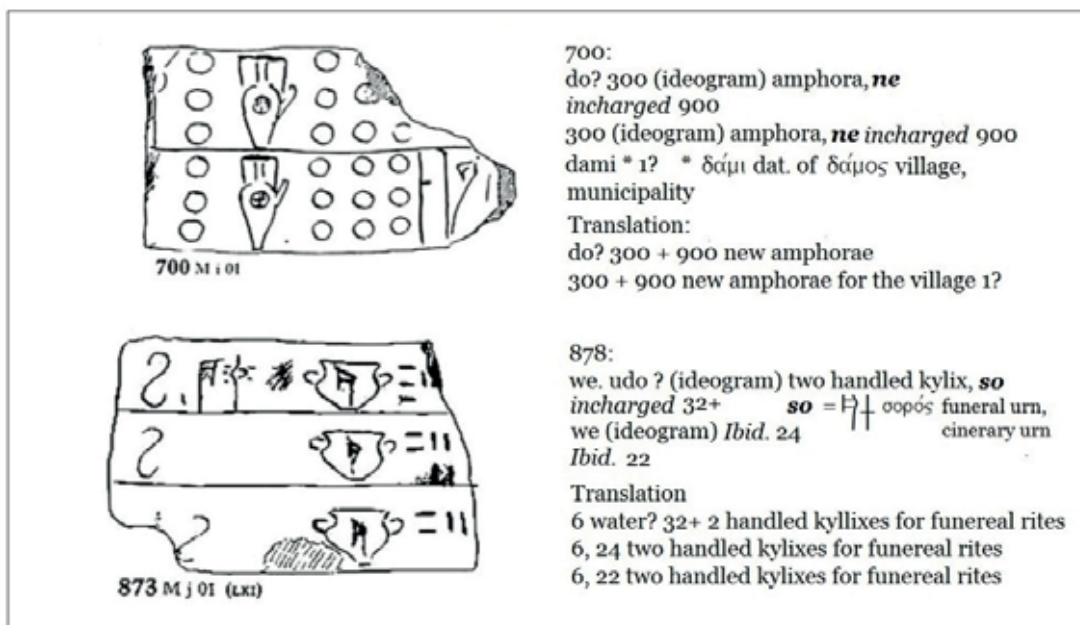 700:
do? 300 (ideogram) amphora, ne
incharged 900
300 (ideogram) amphora, ne incharged 900
dami * 1? * δάμι dat. of δάμος village,
municipality
Translation:
do? 300 + 900 new amphorae
300 + 900 new amphorae for the village 1?
700 M i 01
878:
we. udo ? (ideogram) two handled kylix, so
incharged 32+ so = σορός funeral urn,
we (ideogram) Ibid. 24 cinerary urn
Ibid. 22
Translation
6 water? 32+ 2 handled kyllixes for funereal rites
6, 24 two handled kylixes for funereal rites
6, 22 two handled kylixes for funereal rites
873 M j 01 (LXI)